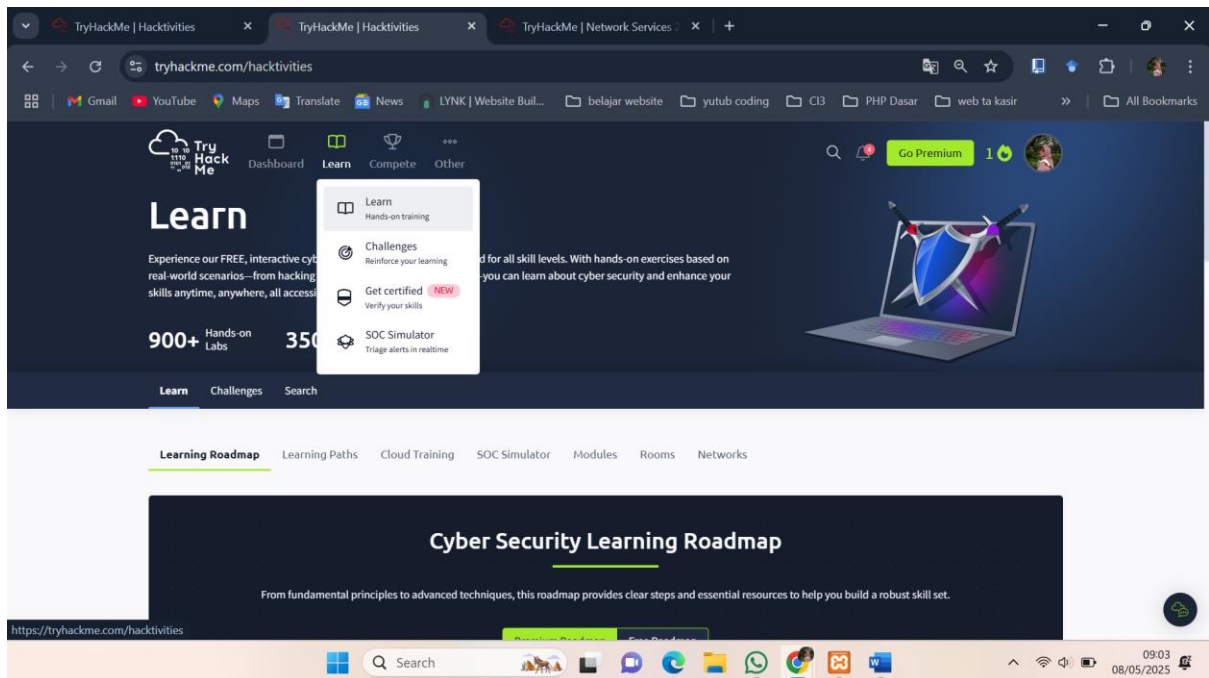 TryHackMe | Hacktivities
TryHackMe | Hacktivities
TryHackMe | Network Services 2
tryhackme.com/hacktivities
Gmail
YouTube
Maps
Translate
News
LYNK | Website Buil...
belajar website
yutub coding
CI3
PHP Dasar
web ta kasir
»
All Bookmarks
Try
Hack
Me
Dashboard
Learn
Compete
Other
4
Go Premium
1
Learn
Learn
Hands-on training
Challenges
Reinforce your learning
Get certified NEW
Verify your skills
SOC Simulator
Triage alerts in realtime
Experience our FREE, interactive cyb d for all skill levels. With hands-on exercises based on
real-world scenarios—from hacking -you can learn about cyber security and enhance your
skills anytime, anywhere, all accessi
900+ Hands-on Labs
350
Learn Challenges Search
Learning Roadmap Learning Paths Cloud Training SOC Simulator Modules Rooms Networks
Cyber Security Learning Roadmap
From fundamental principles to advanced techniques, this roadmap provides clear steps and essential resources to help you build a robust skill set.
Premium Roadmap Free Roadmap
https://tryhackme.com/hacktivities
Search
09:03
08/05/2025